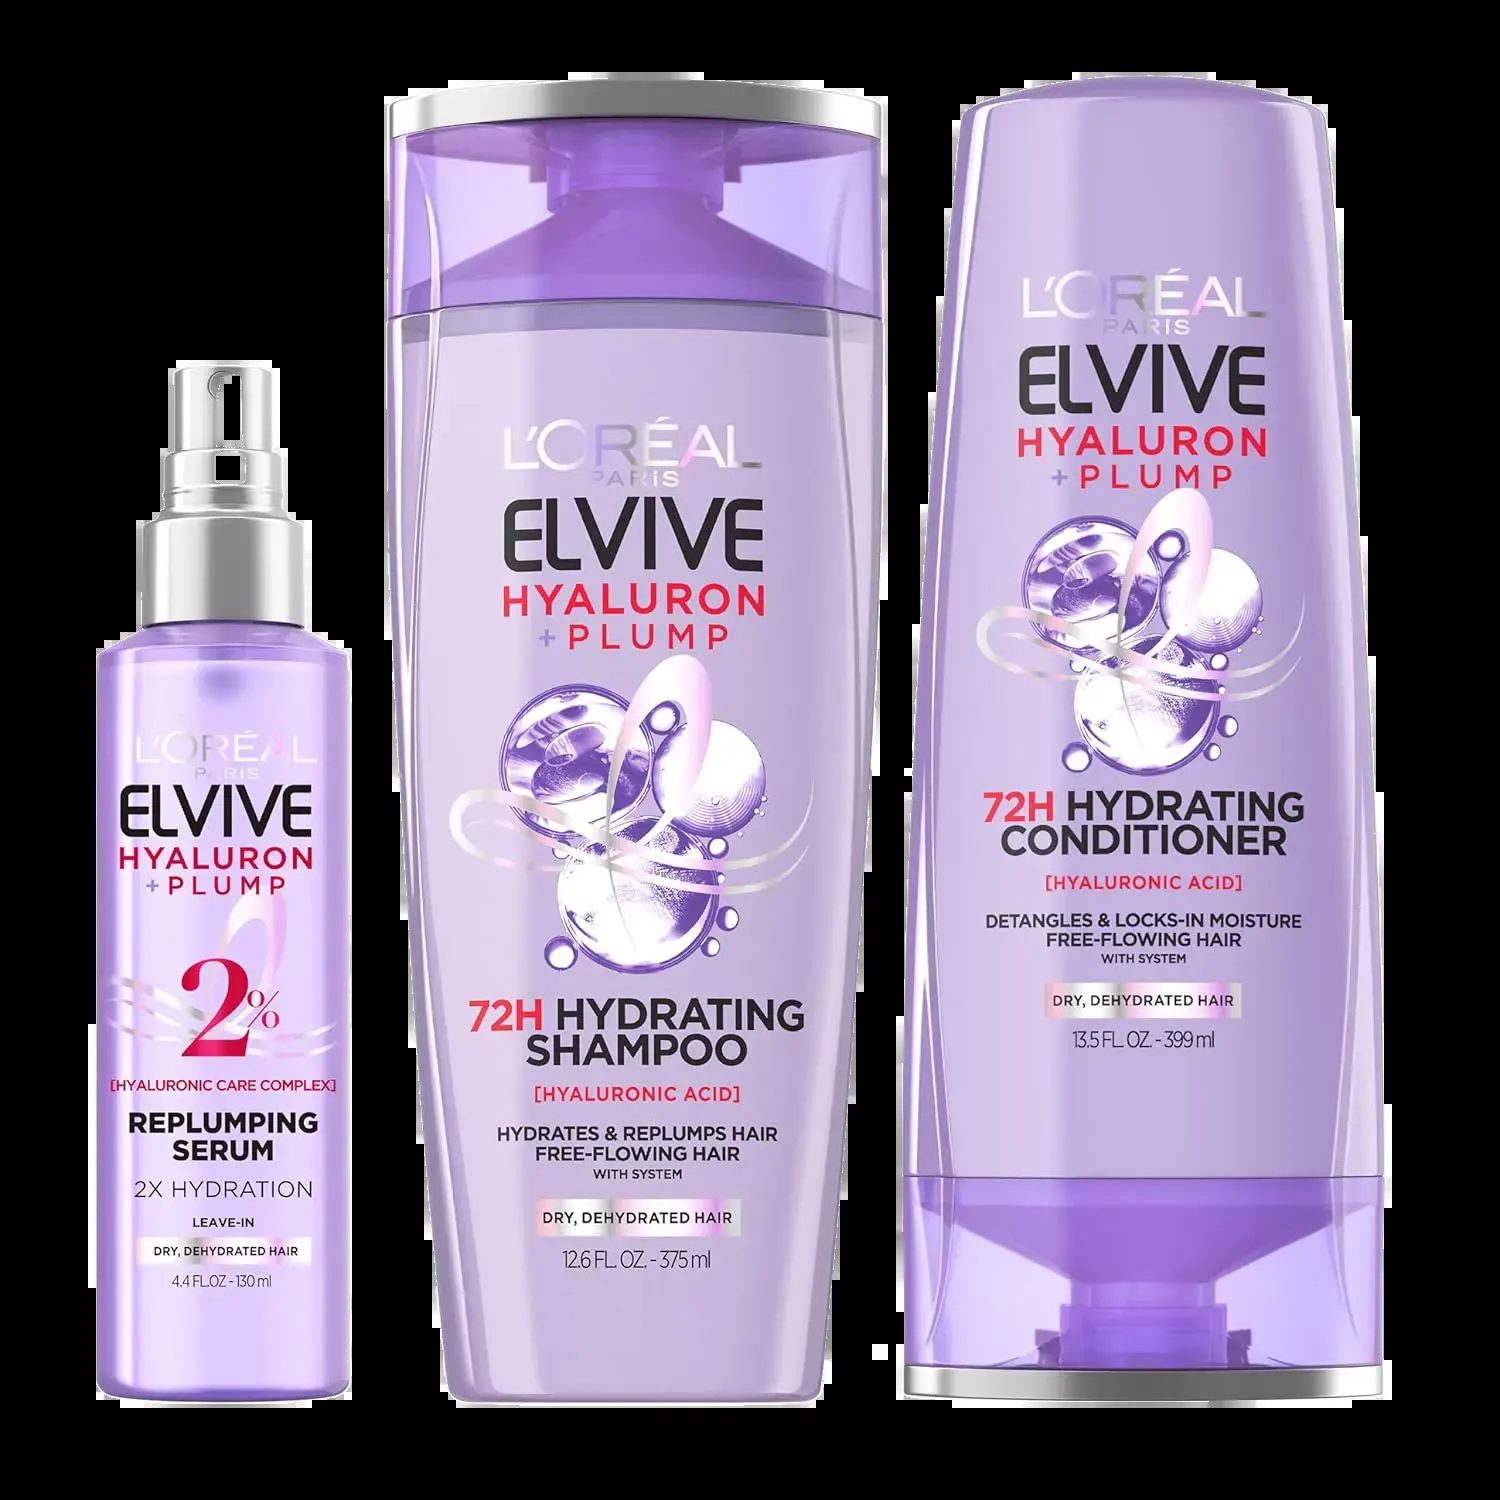 L'ORÉAL
PARIS
ELVIVE
HYALURON
+ PLUMP
2%
[HYALURONIC CARE COMPLEX]
REPLUMPING
SERUM
2X HYDRATION
LEAVE-IN
DRY, DEHYDRATED HAIR
4.4 FL.OZ - 130 ml
L'ORÉAL
PARIS
ELVIVE
HYALURON
+ PLUMP
72H HYDRATING
SHAMPOO
[HYALURONIC ACID]
HYDRATES & REPLUMPS HAIR
FREE-FLOWING HAIR
WITH SYSTEM
DRY, DEHYDRATED HAIR
12.6 FL. OZ. - 375 ml
L'ORÉAL
PARIS
ELVIVE
HYALURON
+ PLUMP
72H HYDRATING
CONDITIONER
[HYALURONIC ACID]
DETANGLES & LOCKS-IN MOISTURE
FREE-FLOWING HAIR
WITH SYSTEM
DRY, DEHYDRATED HAIR
13.5 FL. OZ. - 399 ml